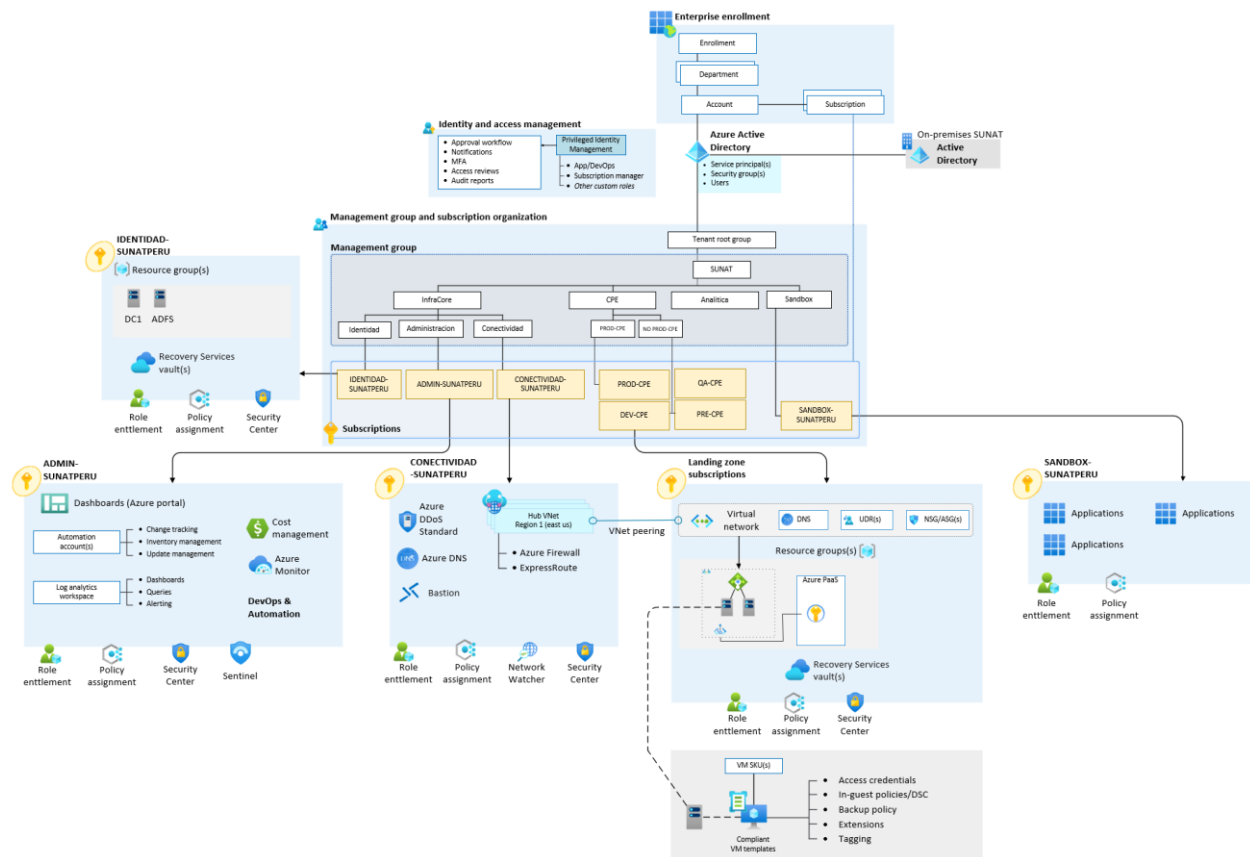 Enterprise enrollment
Enrollment
Department
Account
Subscription
Identity and access management
Approval workflow
Notifications
MFA
Access reviews
Audit reports
Privileged Identity
Management
App/DevOps
Subscription manager
Other custom roles
Azure Active
Directory
Service principal(s)
Security group(s)
Users
On-premises SUNAT
Active
Directory
Management group and subscription organization
Tenant root group
Management group
SUNAT
InfraCore
CPE
Analitica
Sandbox
Identidad
Administracion
Conectividad
PROD-CPE
NO PROD-CPE
IDENTIDAD-
SUNATPERU
ADMIN-SUNATPERU
CONECTIVIDAD-
SUNATPERU
PROD-CPE
QA-CPE
DEV-CPE
PRE-CPE
SANDBOX-
SUNATPERU
Subscriptions
IDENTIDAD-
SUNATPERU
Resource group(s)
DC1
ADFS
Recovery Services
vault(s)
Role
enttlement
Policy
assignment
Security
Center
ADMIN-
SUNATPERU
Dashboards (Azure portal)
Automation
account(s)
Change tracking
Inventory management
Update management
Cost
management
Log analytics
workspace
Dashboards
Queries
Alerting
Azure
Monitor
DevOps &
Automation
Role
enttlement
Policy
assignment
Security
Center
Sentinel
CONECTIVIDAD
-SUNATPERU
Azure
DDoS
Standard
Azure DNS
Bastion
Hub VNet
Region 1 (east us)
Azure Firewall
ExpressRoute
VNet peering
Role
enttlement
Policy
assignment
Network
Watcher
Security
Center
Landing zone
subscriptions
Virtual
network
DNS
UDR(s)
NSG/ASG(s)
Resource groups(s)
Azure PaaS
Recovery Services
vault(s)
Role
enttlement
Policy
assignment
Security
Center
SANDBOX-
SUNATPERU
Applications
Applications
Applications
Role
enttlement
Policy
assignment
VM SKU(s)
Compliant
VM templates
Access credentials
In-guest policies/DSC
Backup policy
Extensions
Tagging